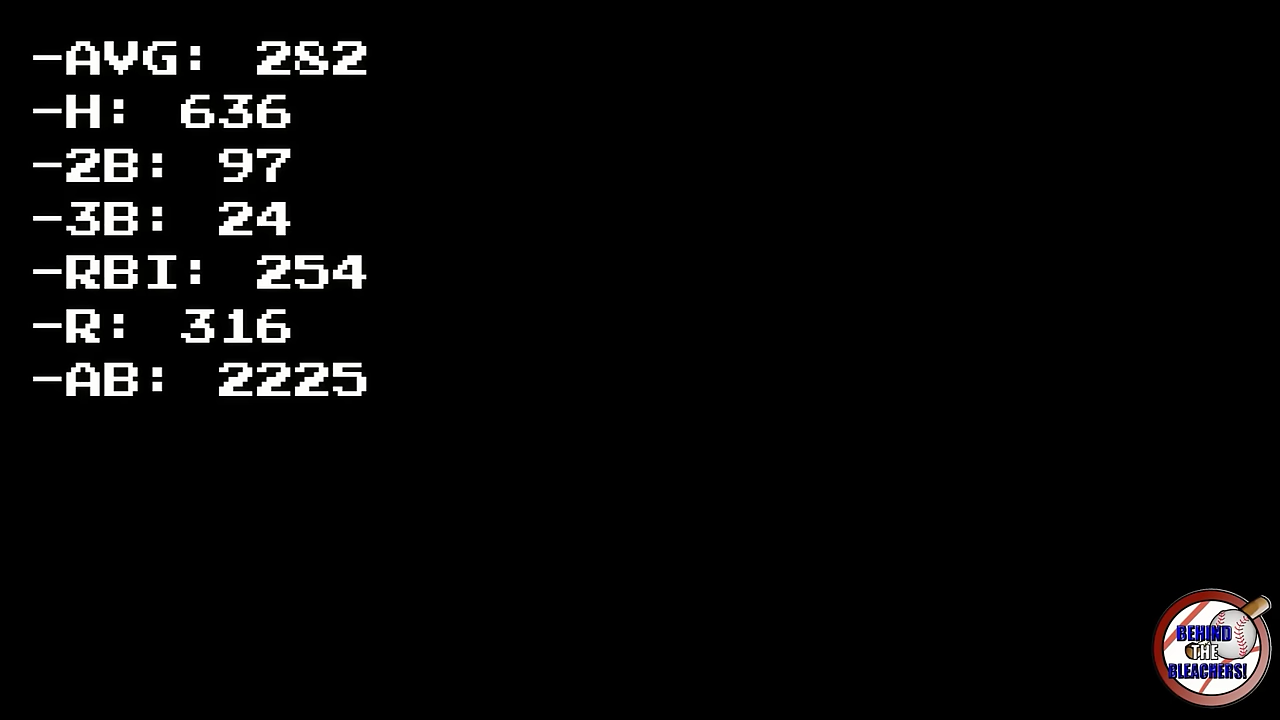 -AVG: 282
-H: 636
-2B: 97
-3B: 24
-RBI: 254
-R: 316
-AB: 2225
BEHIND
THE
BLEACHERS!